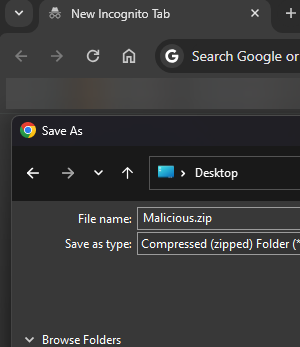 New Incognito Tab
Search Google or
Save As
Desktop
File name: Malicious.zip
Save as type: Compressed (zipped) Folder (*
Browse Folders